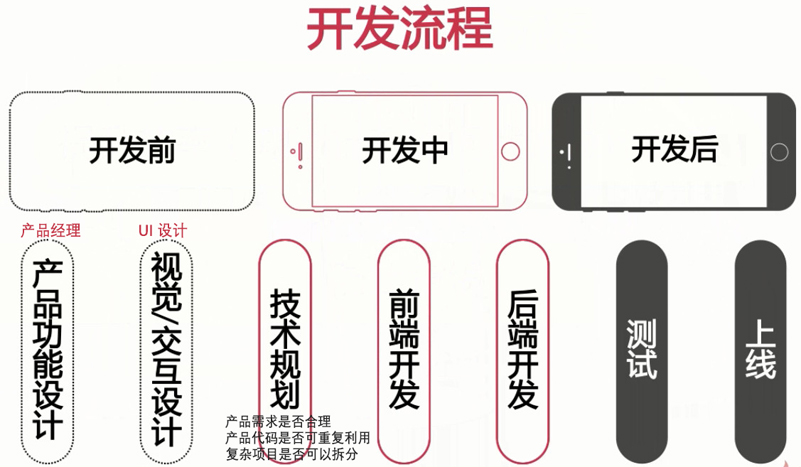 开发流程
开发前
开发中
开发后
产品经理
UI 设计
产品功能设计
视觉/交互设计
技术规划
前端开发
后端开发
测试
上线
产品需求是否合理
产品代码是否可重复利用
复杂项目是否可以拆分